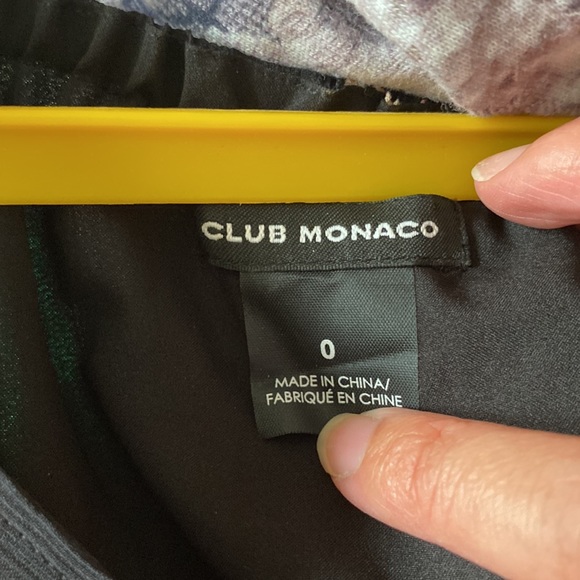 CLUB MONACO
0
MADE IN CHINA/
FABRIQUÉ EN CHINE